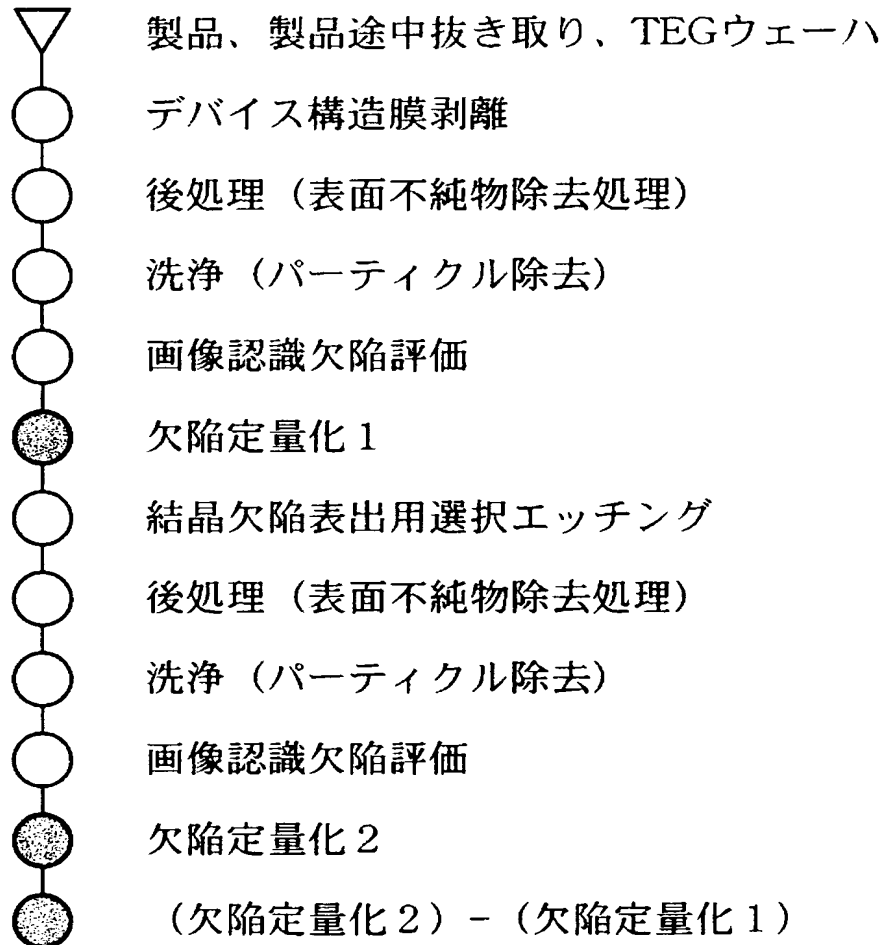 製品、製品途中抜き取り、TEGウェーハ
デバイス構造膜剥離
後処理（表面不純物除去処理）
洗浄（パーティクル除去）
画像認識欠陥評価
欠陥定量化１
結晶欠陥表出用選択エッチング
後処理（表面不純物除去処理）
洗浄（パーティクル除去）
画像認識欠陥評価
欠陥定量化２
（欠陥定量化２）－（欠陥定量化１）